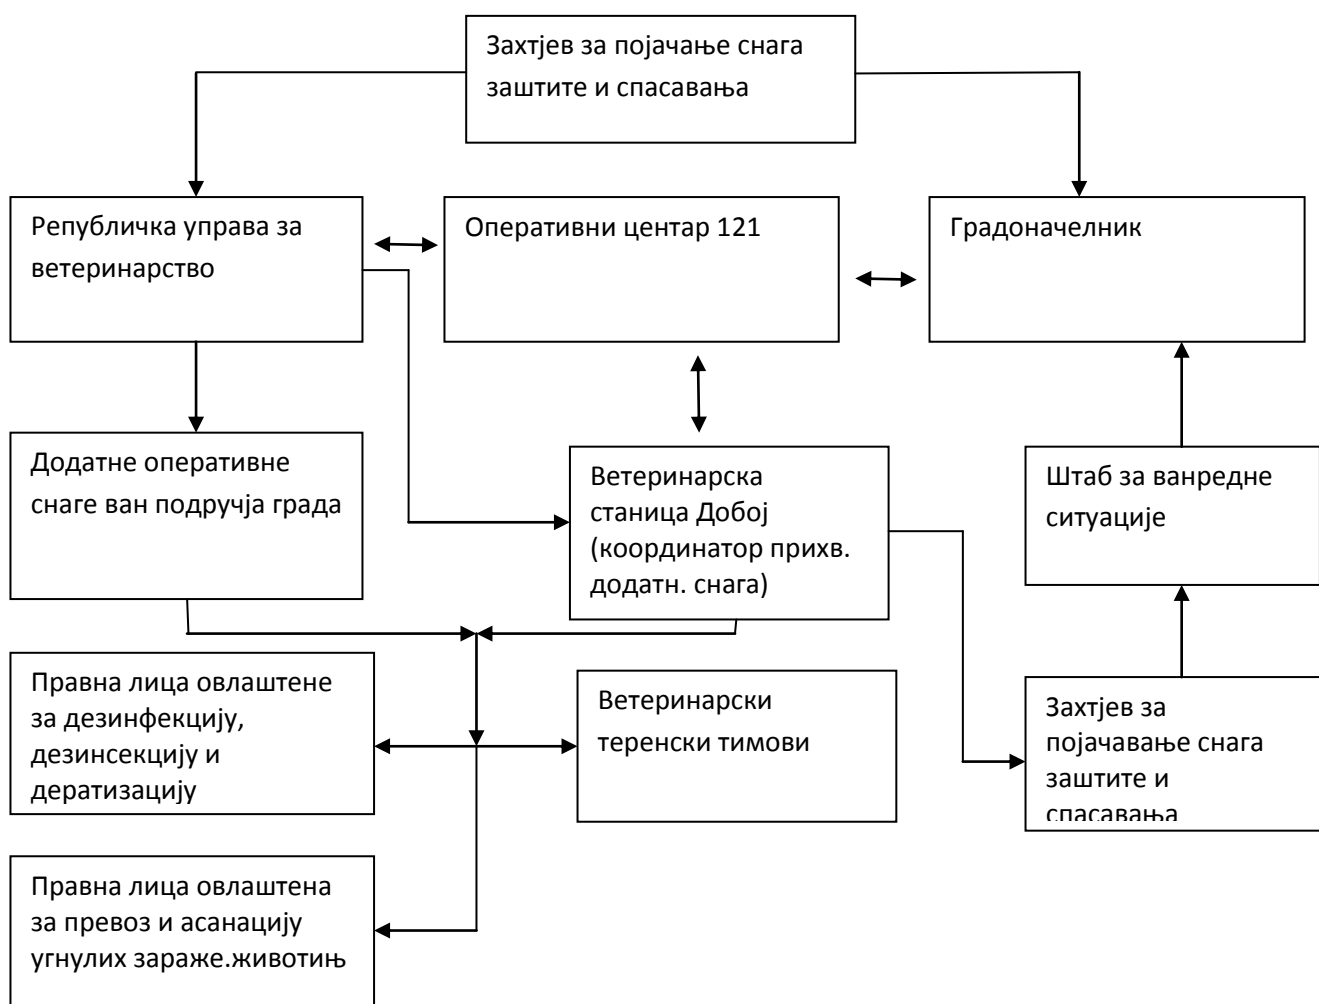 Захтјев за појачање снага
заштите и спасавања
Републичка управа за
ветеринарство
Оперативни центар 121
Градоначелник
Додатне оперативне
снаге ван подручја града
Ветеринарска
станица Добој
(координатор прихв.
додатн. снага)
Штаб за ванредне
ситуације
Правна лица овлаштене
за дезинфекцију,
дезинсекцију и
дератизацију
Ветеринарски
теренски тимови
Захтјев за
појачавање снага
заштите и
спасавања
Правна лица овлаштена
за превоз и асанацију
угнулих зараже.животињ